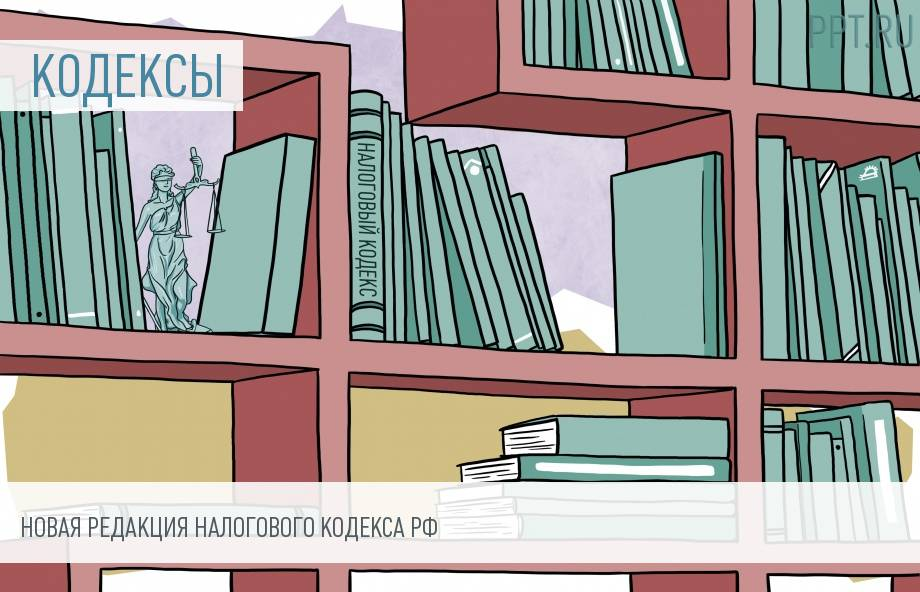 PPT.RU
КОДЕКСЫ
НАЛОГОВЫЙ КОДЕКС
НОВАЯ РЕДАКЦИЯ НАЛОГОВОГО КОДЕКСА РФ